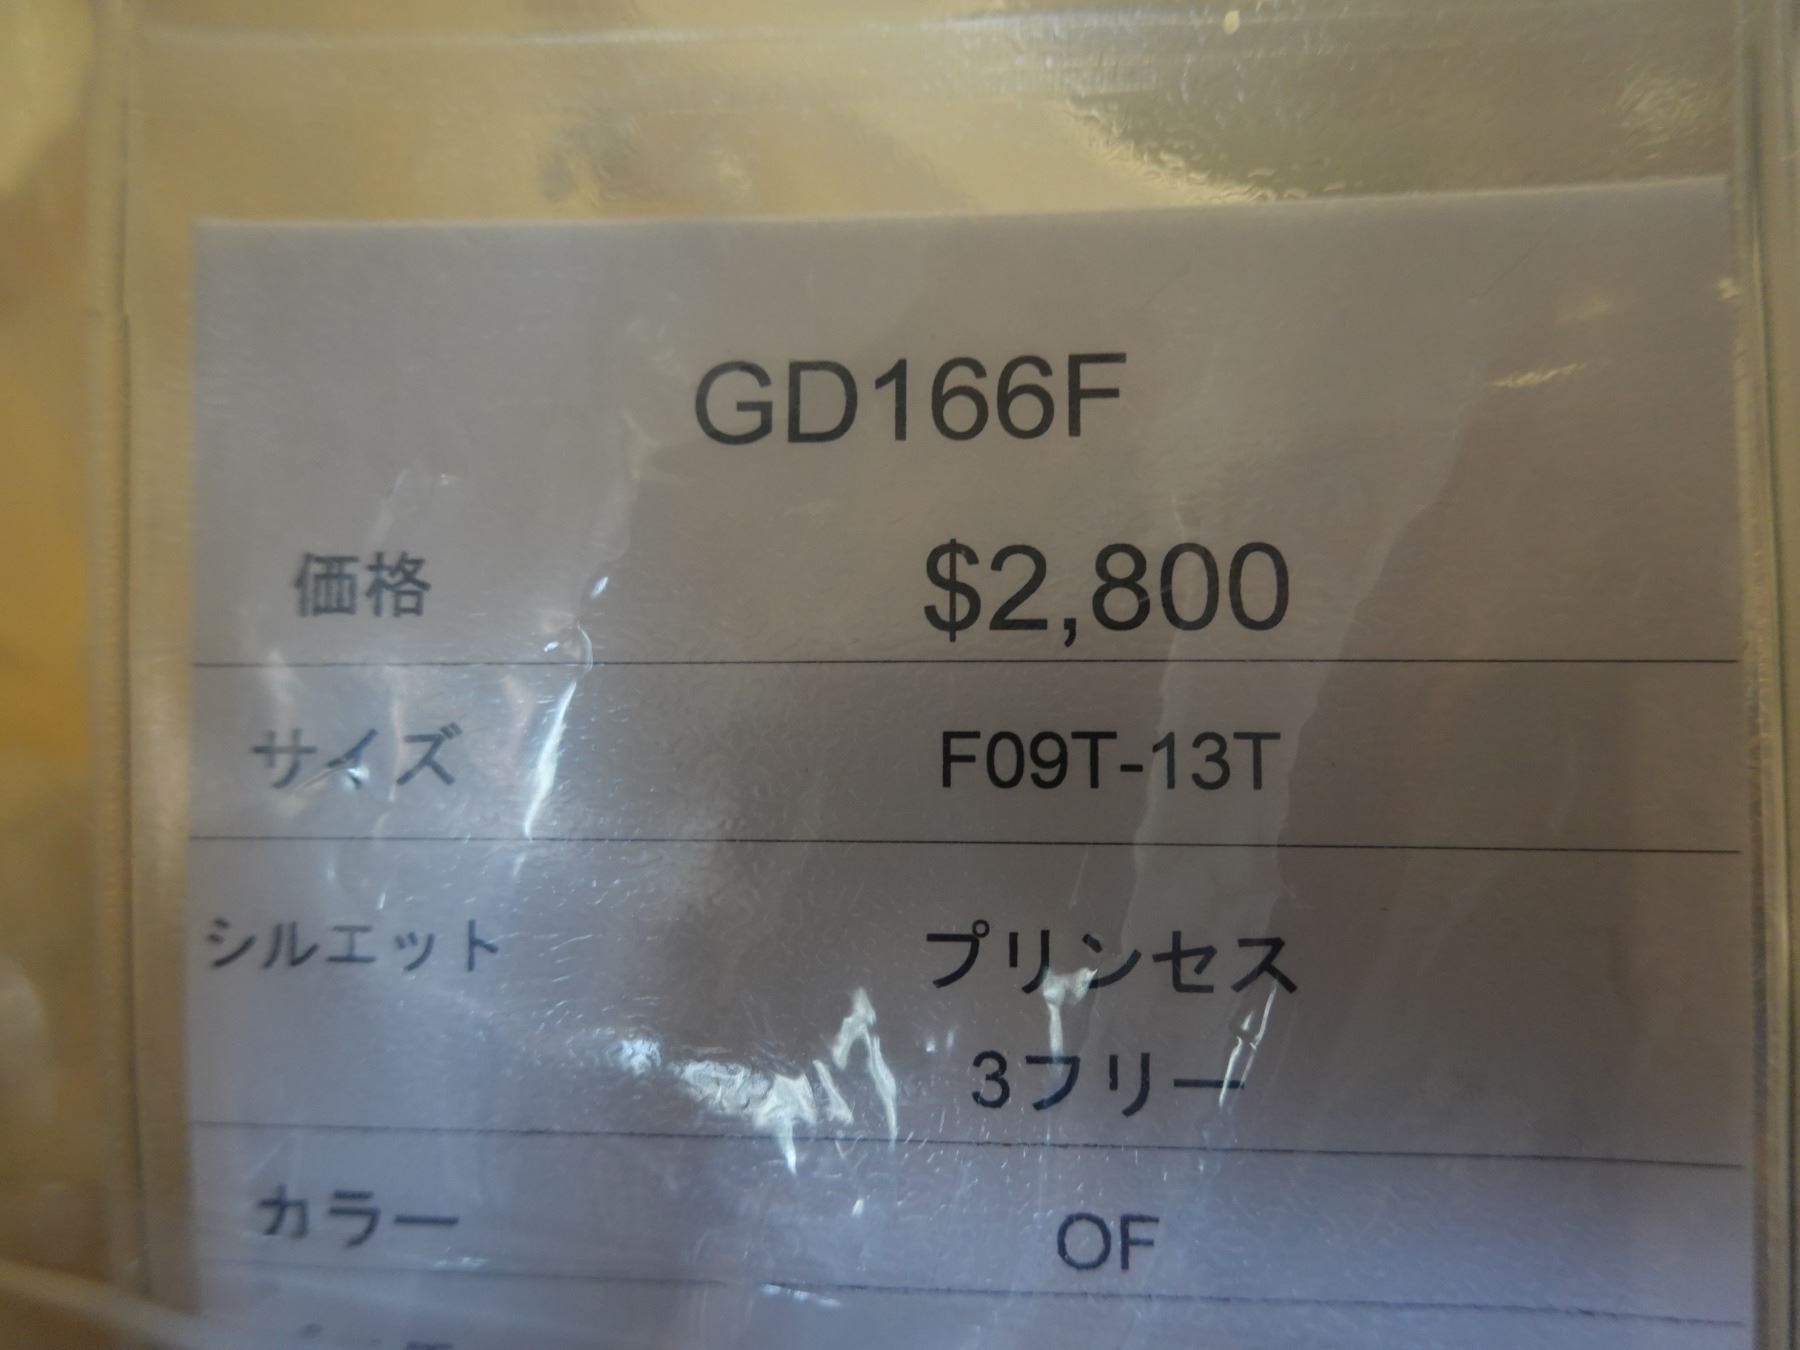 GD166F
価格 $2,800
サイズ F09T-13T
シルエット プリンセス
3フリー
カラー OF